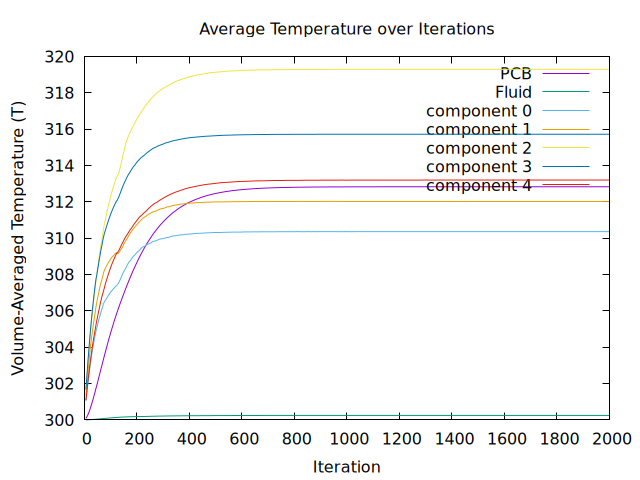 Average Temperature over Iterations
Volume-Averaged Temperature (T)
320
318
316
314
312
310
308
306
304
302
300
PCB
Fluid
component 0
component 1
component 2
component 3
component 4
0 200 400 600 800 1000 1200 1400 1600 1800 2000
Iteration